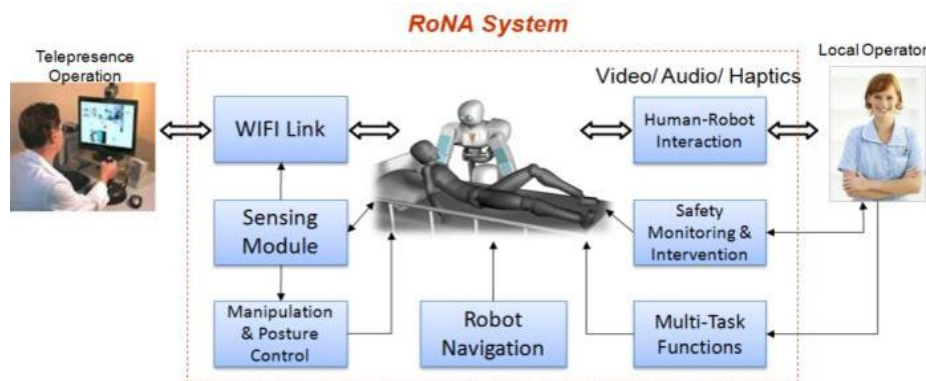 RoNA System
Telepresence
Operation
Local Operator
Video/ Audio/ Haptics
WIFI Link
Human-Robot
Interaction
Sensing
Module
Safety
Monitoring &
Intervention
Manipulation
& Posture
Control
Robot
Navigation
Multi-Task
Functions